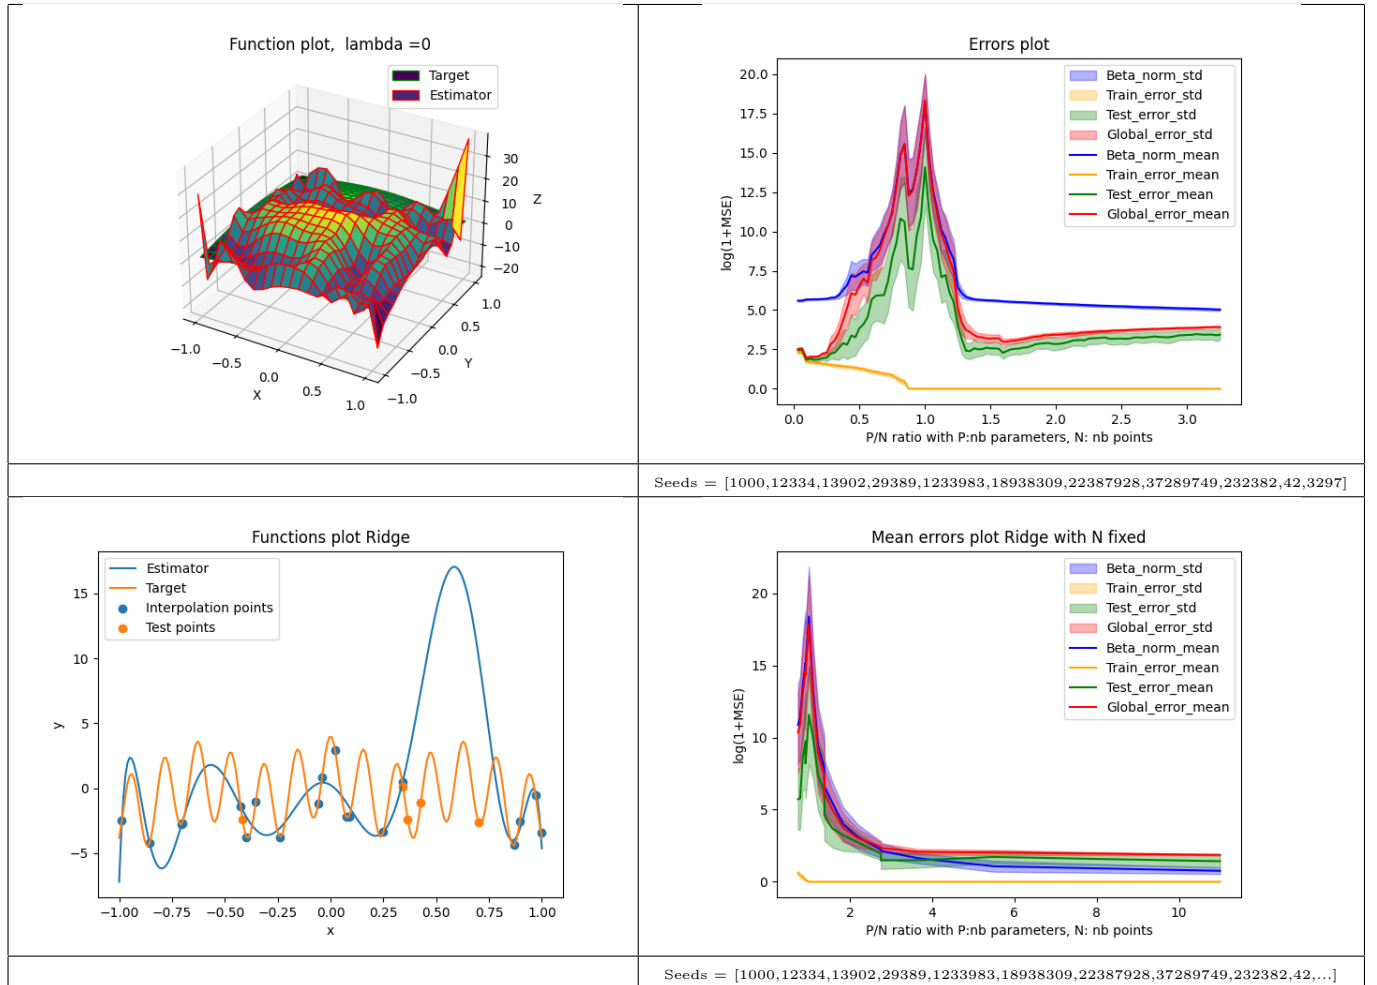 Function plot,  lambda =0
Target
Estimator
30
20
10
0
−10
−20
Z
1.0
0.5
0.0
−0.5
−1.0
Y
−1.0
−0.5
0.0
0.5
1.0
X
Errors plot
20.0
17.5
15.0
12.5
10.0
7.5
5.0
2.5
0.0
log(1+MSE)
Beta_norm_std
Train_error_std
Test_error_std
Global_error_std
Beta_norm_mean
Train_error_mean
Test_error_mean
Global_error_mean
0.0 0.5 1.0 1.5 2.0 2.5 3.0
P/N ratio with P:nb parameters, N: nb points
Seeds = [1000,12334,13902,29389,1233983,18938309,22387928,37289749,232382,42,3297]
Functions plot Ridge
Estimator
Target
Interpolation points
Test points
15
10
5
0
−5
y
−1.00 −0.75 −0.50 −0.25 0.00 0.25 0.50 0.75 1.00
x
Mean errors plot Ridge with N fixed
20
15
10
5
0
log(1+MSE)
Beta_norm_std
Train_error_std
Test_error_std
Global_error_std
Beta_norm_mean
Train_error_mean
Test_error_mean
Global_error_mean
2 4 6 8 10
P/N ratio with P:nb parameters, N: nb points
Seeds = [1000,12334,13902,29389,1233983,18938309,22387928,37289749,232382,42,...]